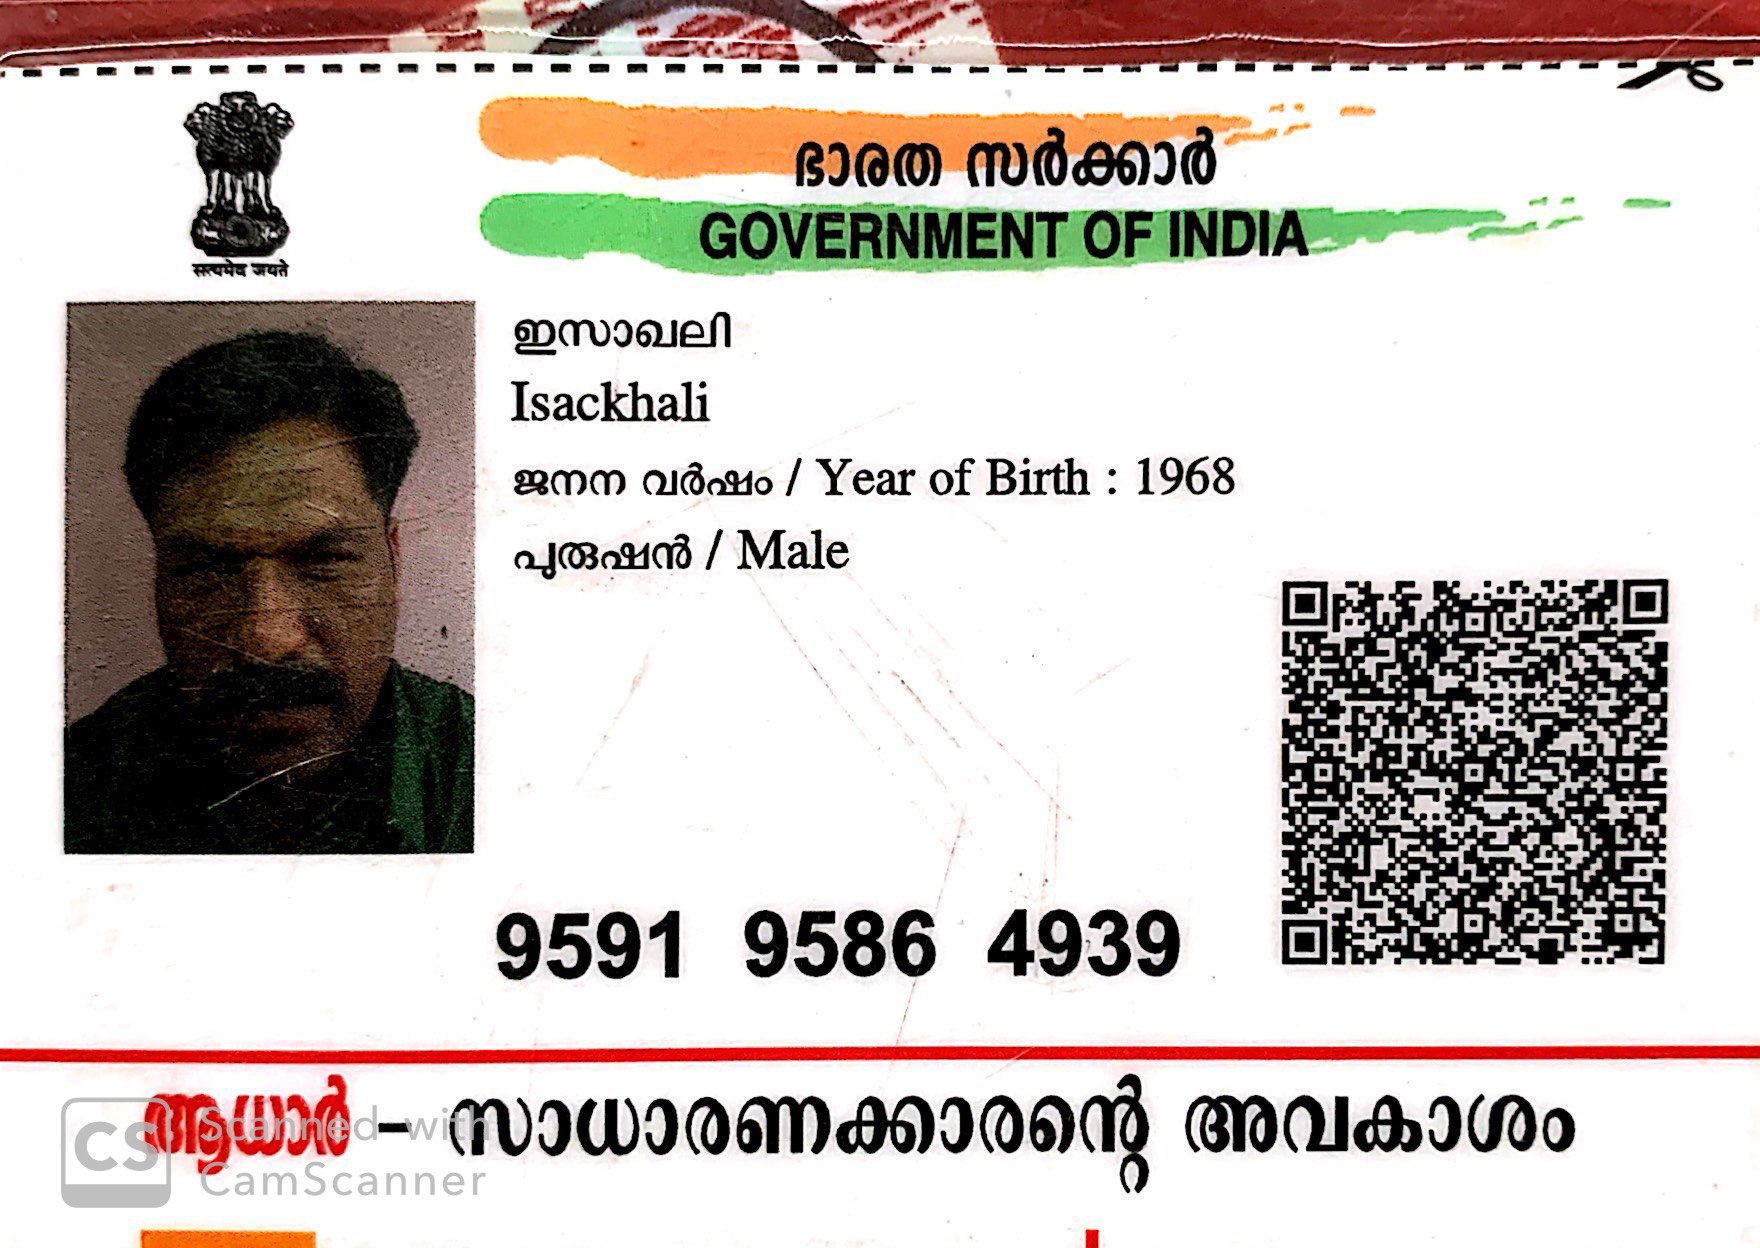 सत्यमेव जयते
ഭാരത സർക്കാർ
GOVERNMENT OF INDIA
ഇസാഖലി
Isackhali
ജനന വർഷം / Year of Birth : 1968
പുരുഷൻ / Male
9591 9586 4939
ആധാർ – സാധാരണക്കാരന്റെ അവകാശം
CS Scanned with
CamScanner